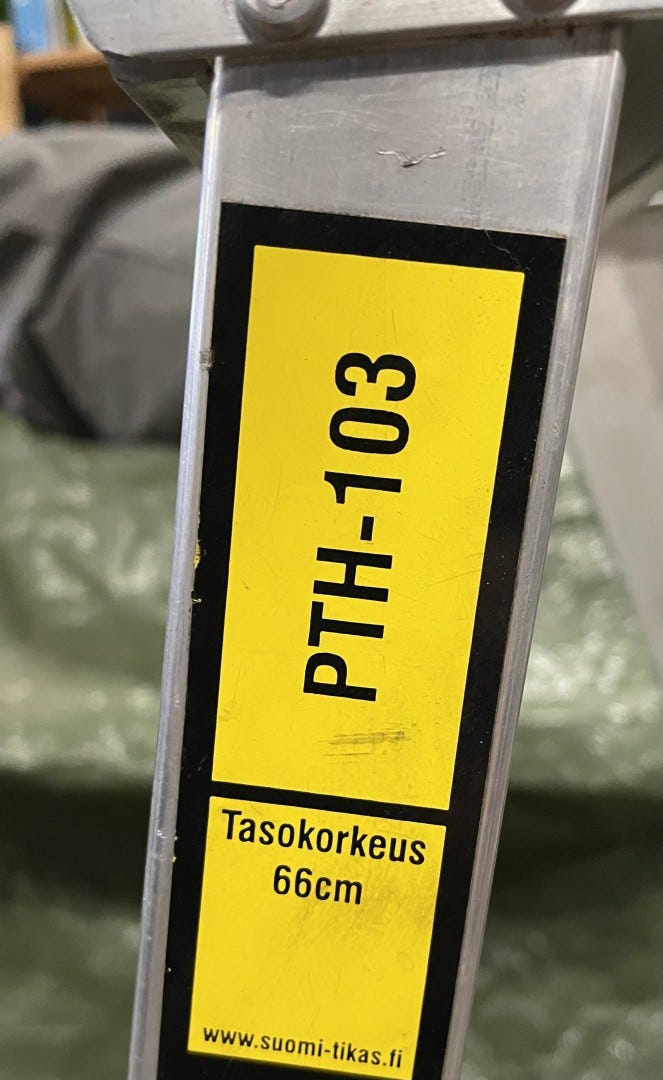 PTH-103
Tasokorkeus
66cm
www.suomi-tikas.fi